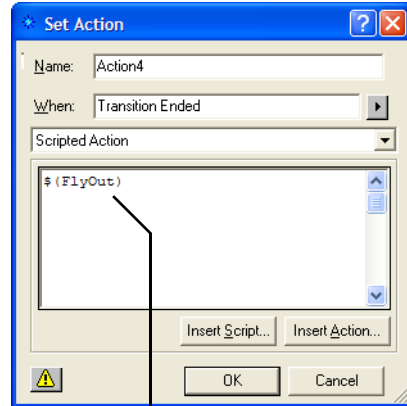 Set Action
Name: Action4
When: Transition Ended
Scripted Action
$(FlyOut)
Insert Script... Insert Action...
OK Cancel